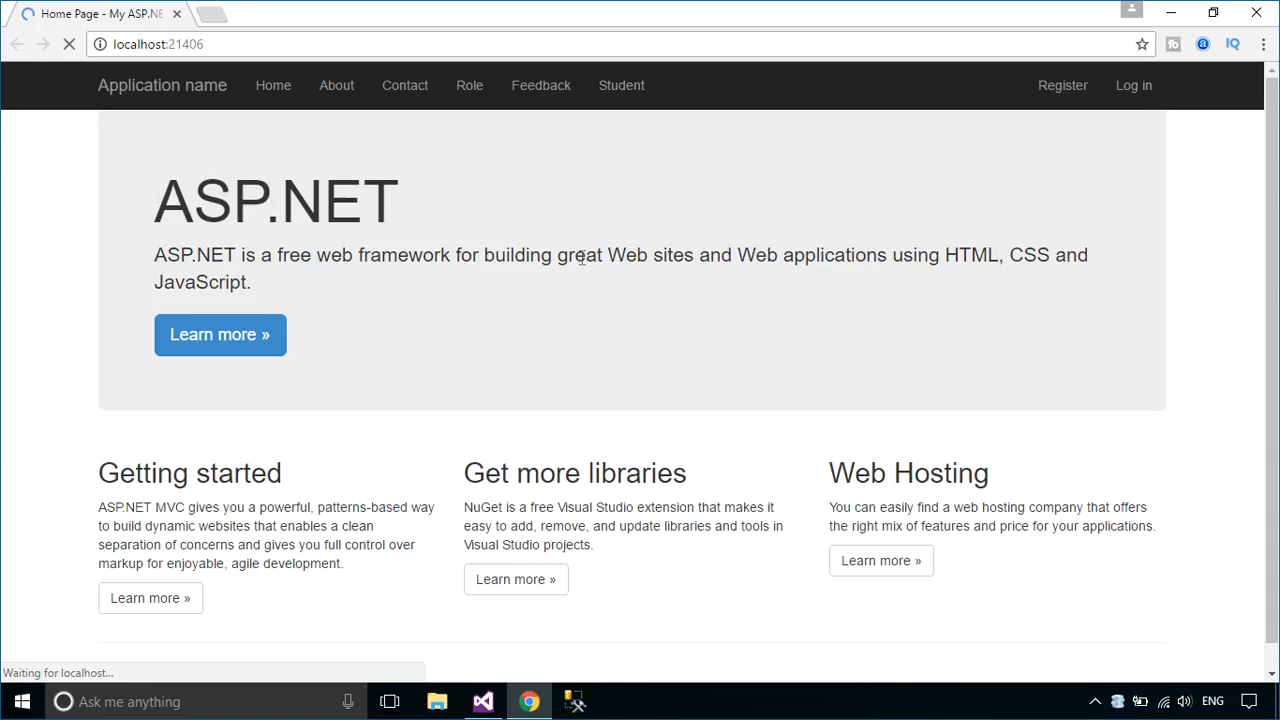 Home Page - My ASP.NE
localhost:21406
Application name Home About Contact Role Feedback Student Register Log in
ASP.NET
ASP.NET is a free web framework for building great Web sites and Web applications using HTML, CSS and
JavaScript.
Learn more »
Getting started
ASP.NET MVC gives you a powerful, patterns-based way
to build dynamic websites that enables a clean
separation of concerns and gives you full control over
markup for enjoyable, agile development.
Learn more »
Get more libraries
NuGet is a free Visual Studio extension that makes it
easy to add, remove, and update libraries and tools in
Visual Studio projects.
Learn more »
Web Hosting
You can easily find a web hosting company that offers
the right mix of features and price for your applications.
Learn more »
Waiting for localhost...
Ask me anything
ENG